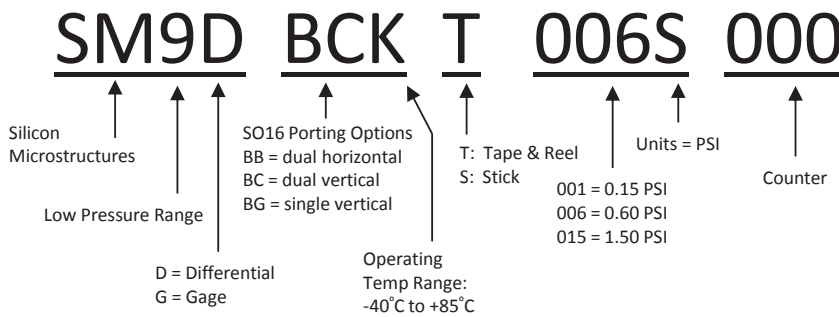 SM9D BCK T 006S 000
Silicon
Microstructures
Low Pressure Range
D = Differential
G = Gage
SO16 Porting Options
BB = dual horizontal
BC = dual vertical
BG = single vertical
Operating
Temp Range:
-40˚C to +85˚C
T: Tape & Reel
S: Stick
001 = 0.15 PSI
006 = 0.60 PSI
015 = 1.50 PSI
Units = PSI
Counter